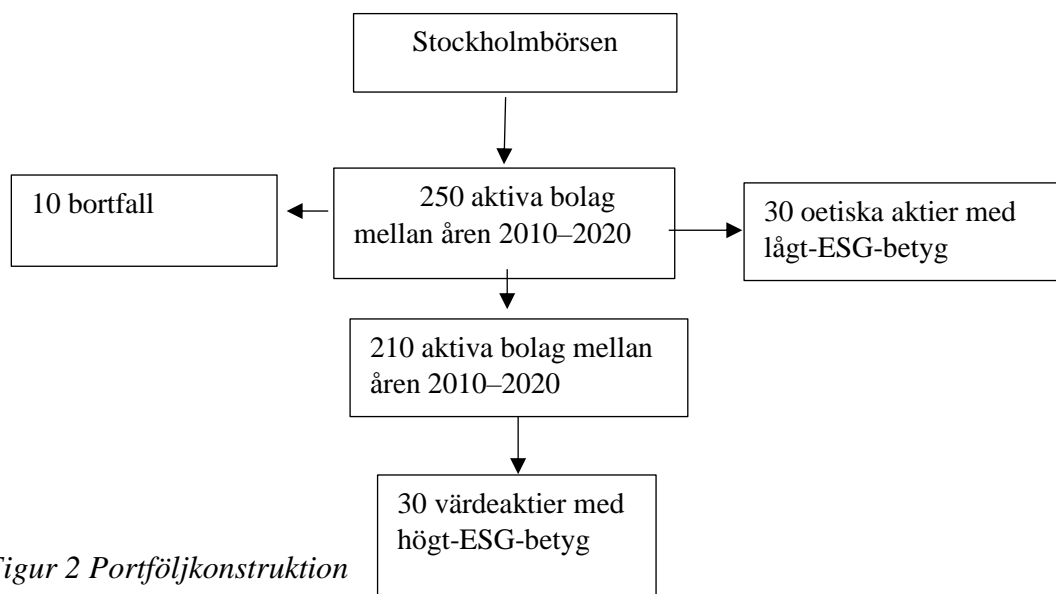 Stockholmbörsen
10 bortfall
250 aktiva bolag
mellan åren 2010–2020
30 oetiska aktier med
lågt-ESG-betyg
210 aktiva bolag mellan
åren 2010–2020
30 värdeaktier med
högt-ESG-betyg
Figur 2 Portföljkonstruktion